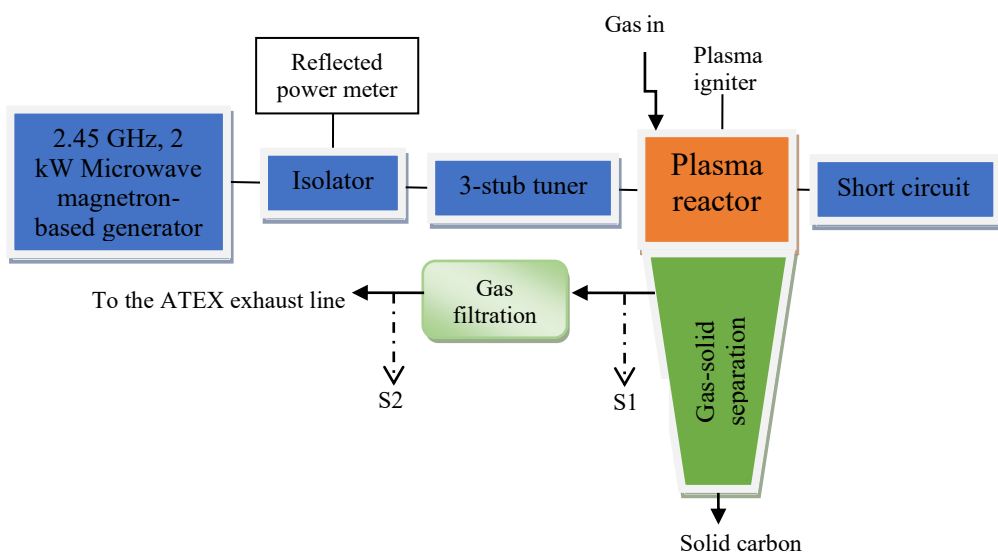 Gas in
Reflected
power meter
Plasma
igniter
2.45 GHz, 2
kW Microwave
magnetron-
based generator
Isolator
3-stub tuner
Plasma
reactor
Short circuit
To the ATEX exhaust line
Gas
filtration
Gas-solid
separation
S2
S1
Solid carbon